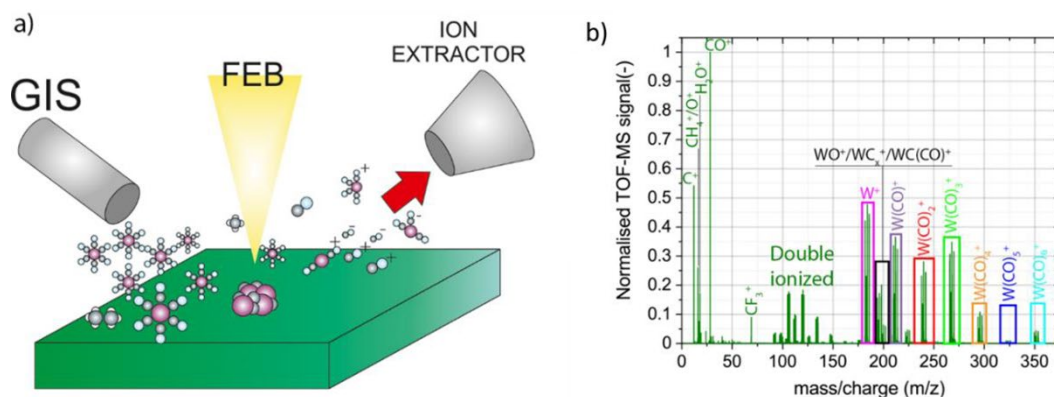 a)
GIS
FEB
ION
EXTRACTOR
b)
Normalised TOF-MS signal(-)
1
0.9
0.8
0.7
0.6
0.5
0.4
0.3
0.2
0.1
0
C⁺
CH₄⁺/O⁺
H₂O⁺
CO⁺
CF₃⁺
Double
ionized
WO⁺/WCₓ⁺/WC(CO)⁺
W⁺
W(CO)⁺
W(CO)₂⁺
W(CO)₃⁺
W(CO)₄⁺
W(CO)₅⁺
W(CO)₆⁺
0 50 100 150 200 250 300 350
mass/charge (m/z)